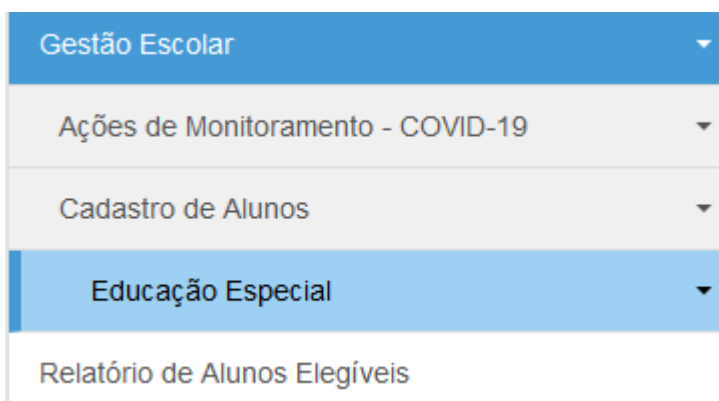 Gestão Escolar
Ações de Monitoramento - COVID-19
Cadastro de Alunos
Educação Especial
Relatório de Alunos Elegíveis